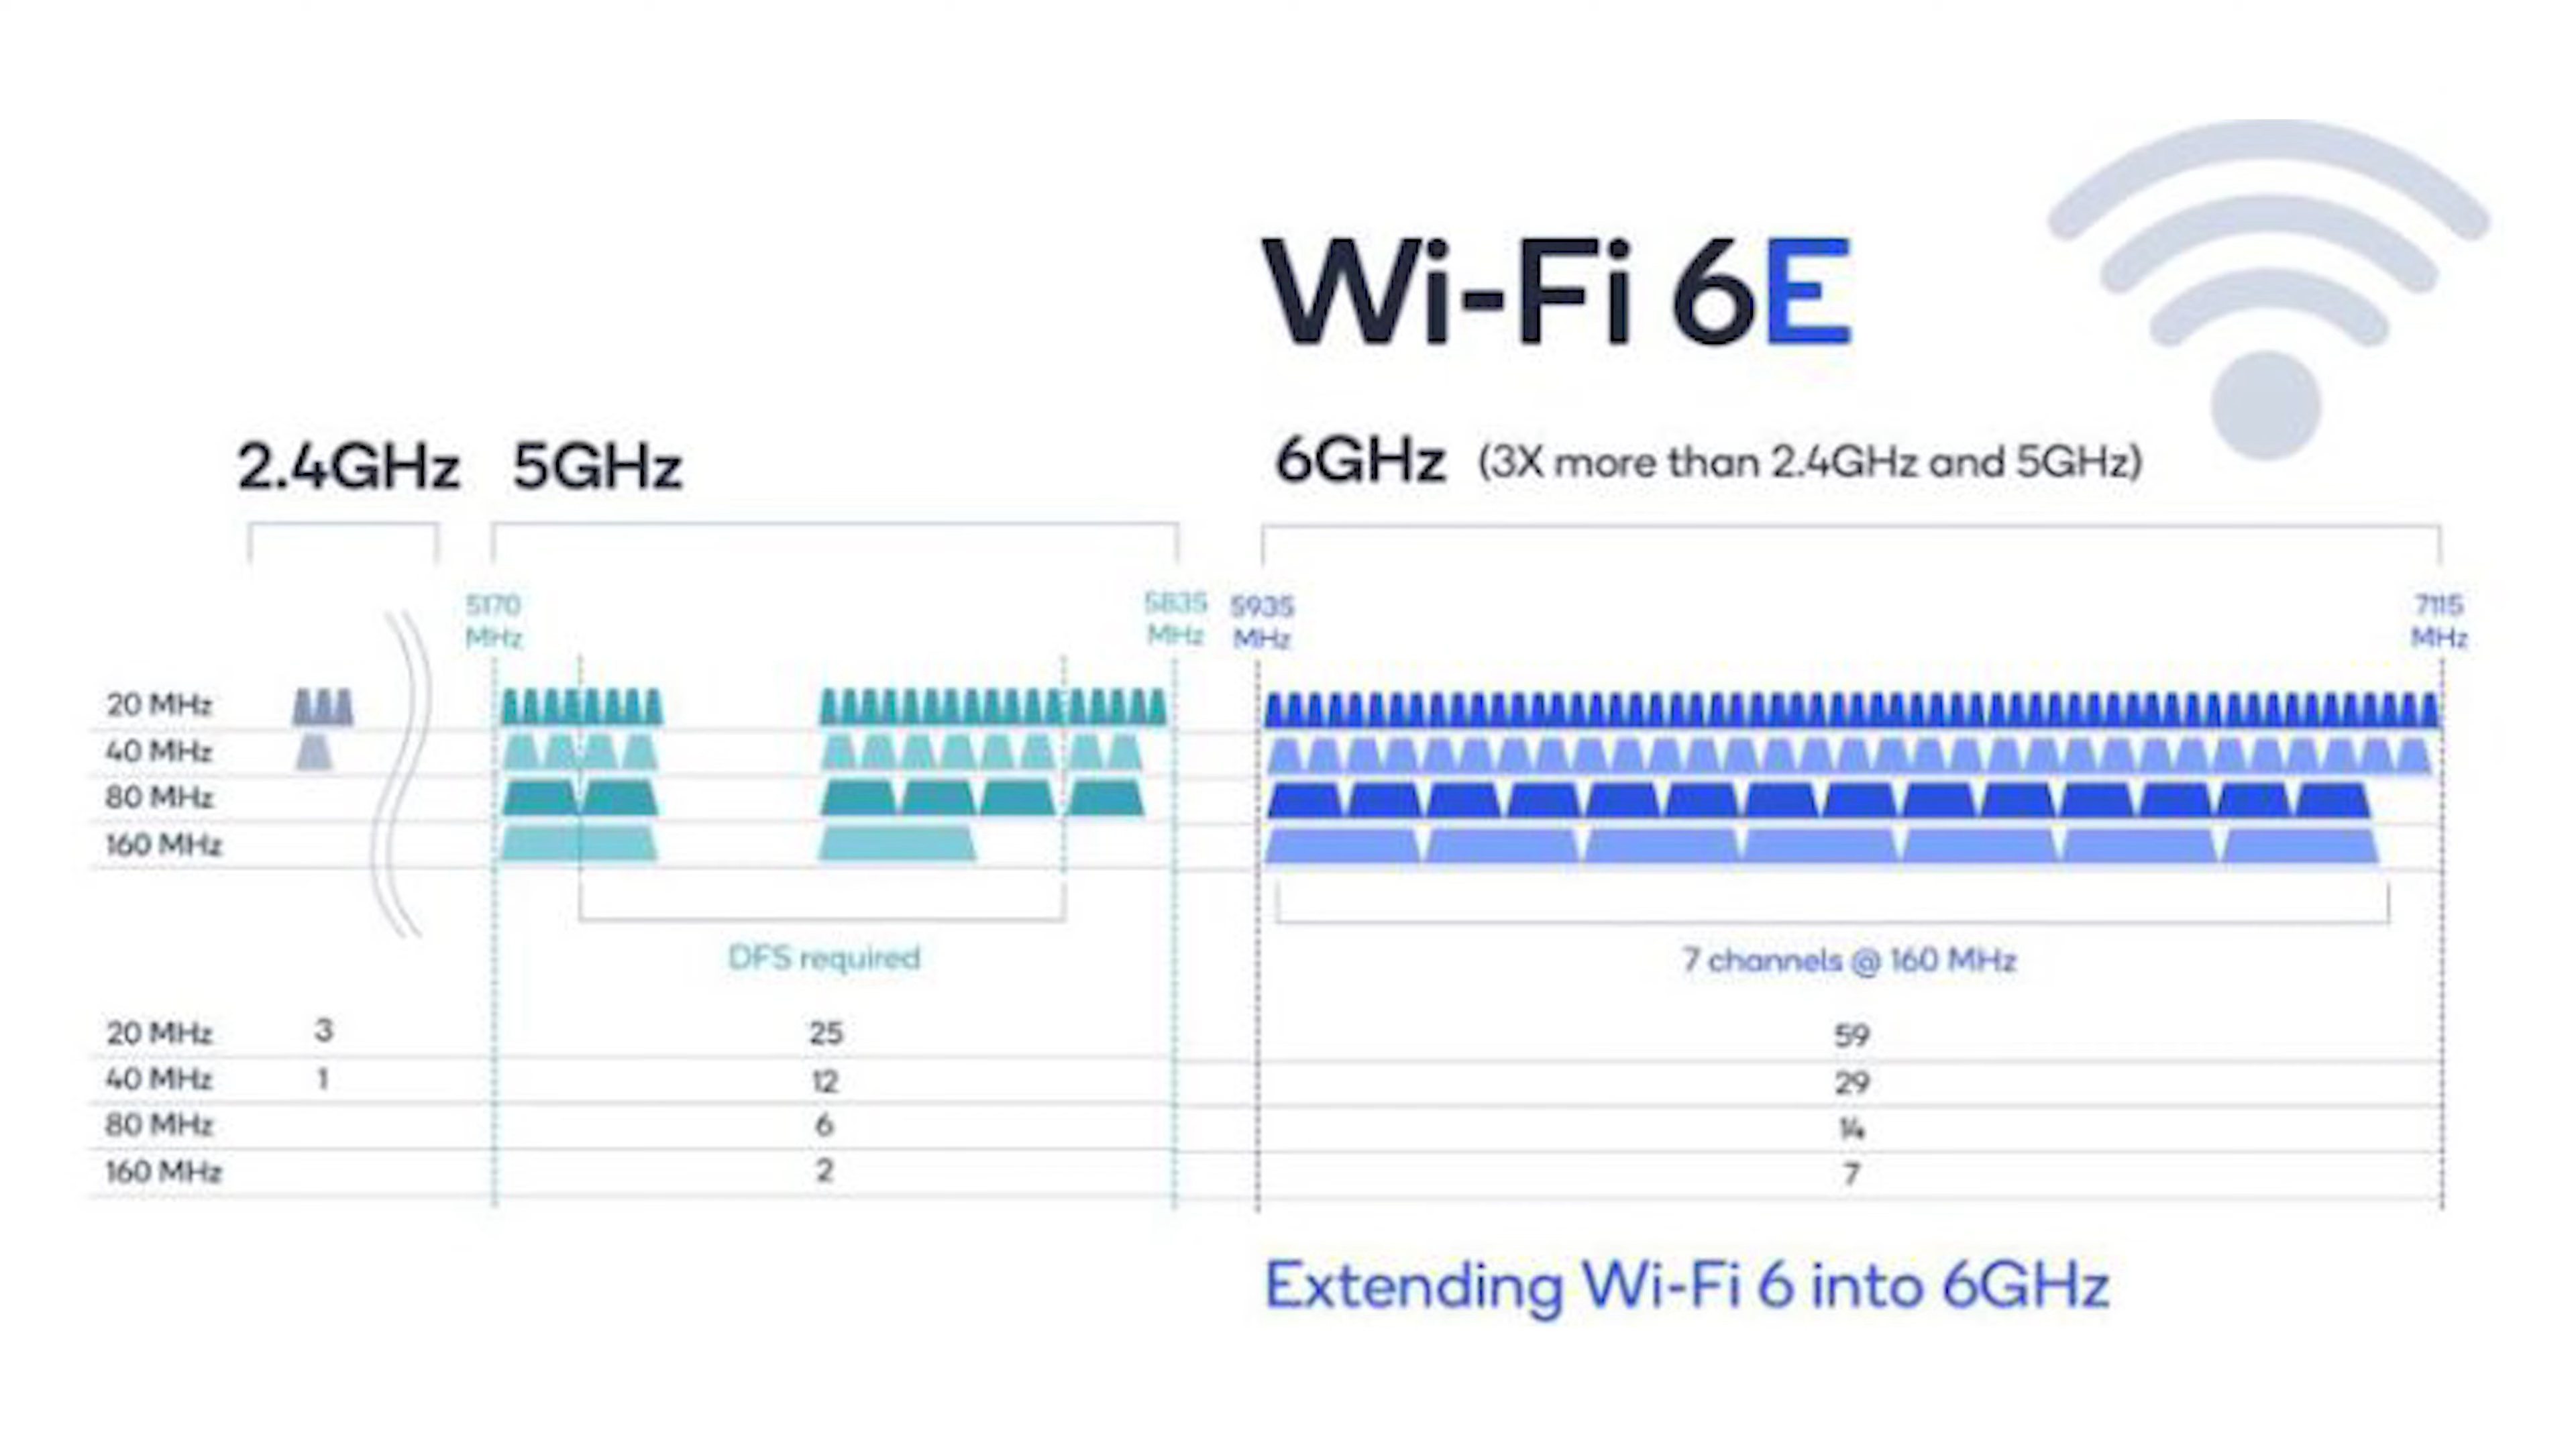 Wi-Fi 6E
2.4GHz 5GHz 6GHz (3X more than 2.4GHz and 5GHz)
5170 MHz 5835 MHz 5935 MHz 7115 MHz
20 MHz
40 MHz
80 MHz
160 MHz
DFS required 7 channels @ 160 MHz
20 MHz 3 25 59
40 MHz 1 12 29
80 MHz 6 14
160 MHz 2 7
Extending Wi-Fi 6 into 6GHz